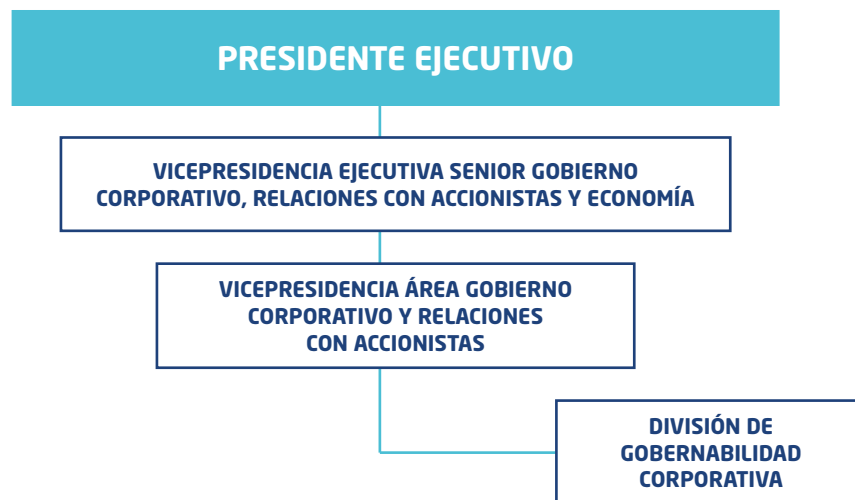 PRESIDENTE EJECUTIVO
VICEPRESIDENCIA EJECUTIVA SENIOR GOBIERNO
CORPORATIVO, RELACIONES CON ACCIONISTAS Y ECONOMÍA
VICEPRESIDENCIA ÁREA GOBIERNO
CORPORATIVO Y RELACIONES
CON ACCIONISTAS
DIVISIÓN DE
GOBERNABILIDAD
CORPORATIVA